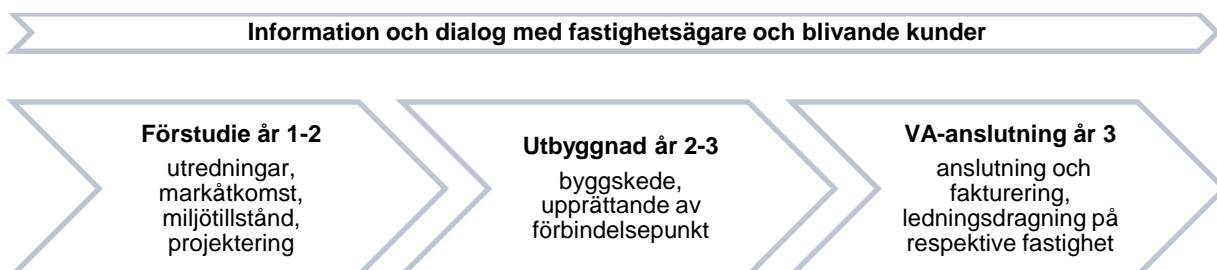 Information och dialog med fastighetsägare och blivande kunder
Förstudie år 1-2
utredningar,
markåtkomst,
miljötillstånd,
projektering
Utbyggnad år 2-3
byggskede,
upprättande av
förbindelsepunkt
VA-anslutning år 3
anslutning och
fakturering,
ledningsdragning på
respektive fastighet